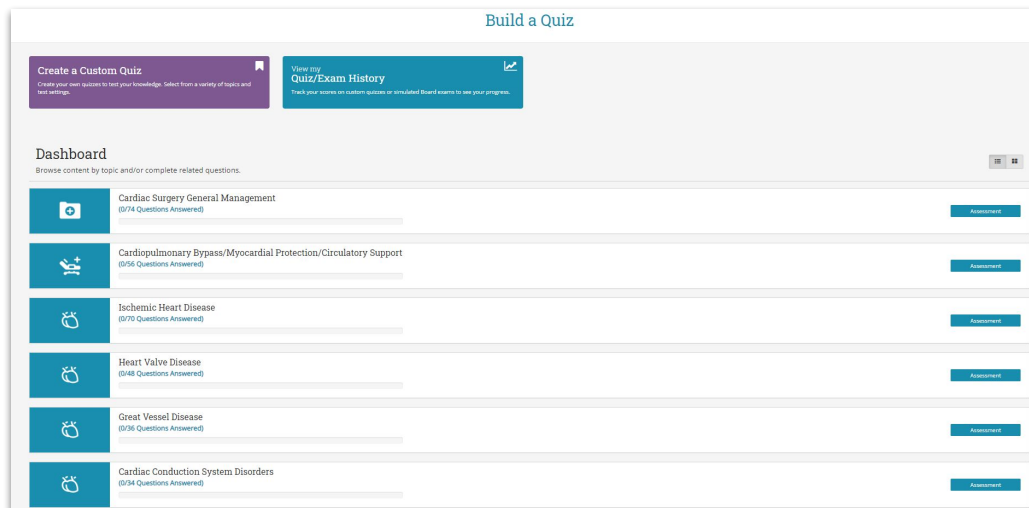 Build a Quiz
Create a Custom Quiz
Create your own quizzes to test your knowledge. Select from a variety of topics and
test settings.
View my
Quiz/Exam History
Track your scores on custom quizzes or simulated Board exams to see your progress.
Dashboard
Browse content by topic and/or complete related questions.
Cardiac Surgery General Management
(0/74 Questions Answered)
Assessment
Cardiopulmonary Bypass/Myocardial Protection/Circulatory Support
(0/56 Questions Answered)
Assessment
Ischemic Heart Disease
(0/70 Questions Answered)
Assessment
Heart Valve Disease
(0/48 Questions Answered)
Assessment
Great Vessel Disease
(0/36 Questions Answered)
Assessment
Cardiac Conduction System Disorders
(0/34 Questions Answered)
Assessment